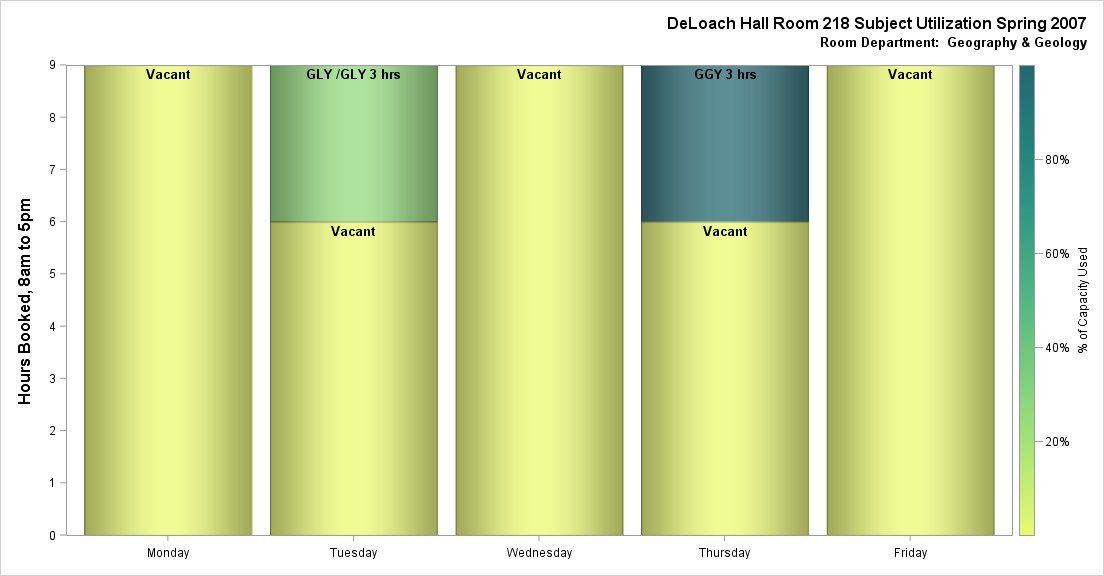 DeLoach Hall Room 218 Subject Utilization Spring 2007
Room Department:  Geography & Geology
Hours Booked, 8am to 5pm
9
8
7
6
5
4
3
2
1
0
Vacant
GLY /GLY 3 hrs
Vacant
Vacant
GGY 3 hrs
Vacant
Vacant
Monday
Tuesday
Wednesday
Thursday
Friday
80%
60%
40%
20%
% of Capacity Used